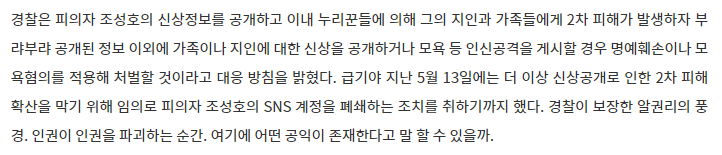 경찰은 피의자 조성호의 신상정보를 공개하고 이내 누리꾼들에 의해 그의 지인과 가족들에게 2차 피해가 발생하자 부
랴부랴 공개된 정보 이외에 가족이나 지인에 대한 신상을 공개하거나 모욕 등 인신공격을 게시할 경우 명예훼손이나 모
욕혐의를 적용해 처벌할 것이라고 대응 방침을 밝혔다. 급기야 지난 5월 13일에는 더 이상 신상공개로 인한 2차 피해
확산을 막기 위해 임의로 피의자 조성호의 SNS 계정을 폐쇄하는 조치를 취하기까지 했다. 경찰이 보장한 알권리의 풍
경. 인권이 인권을 파괴하는 순간. 여기에 어떤 공익이 존재한다고 말 할 수 있을까.